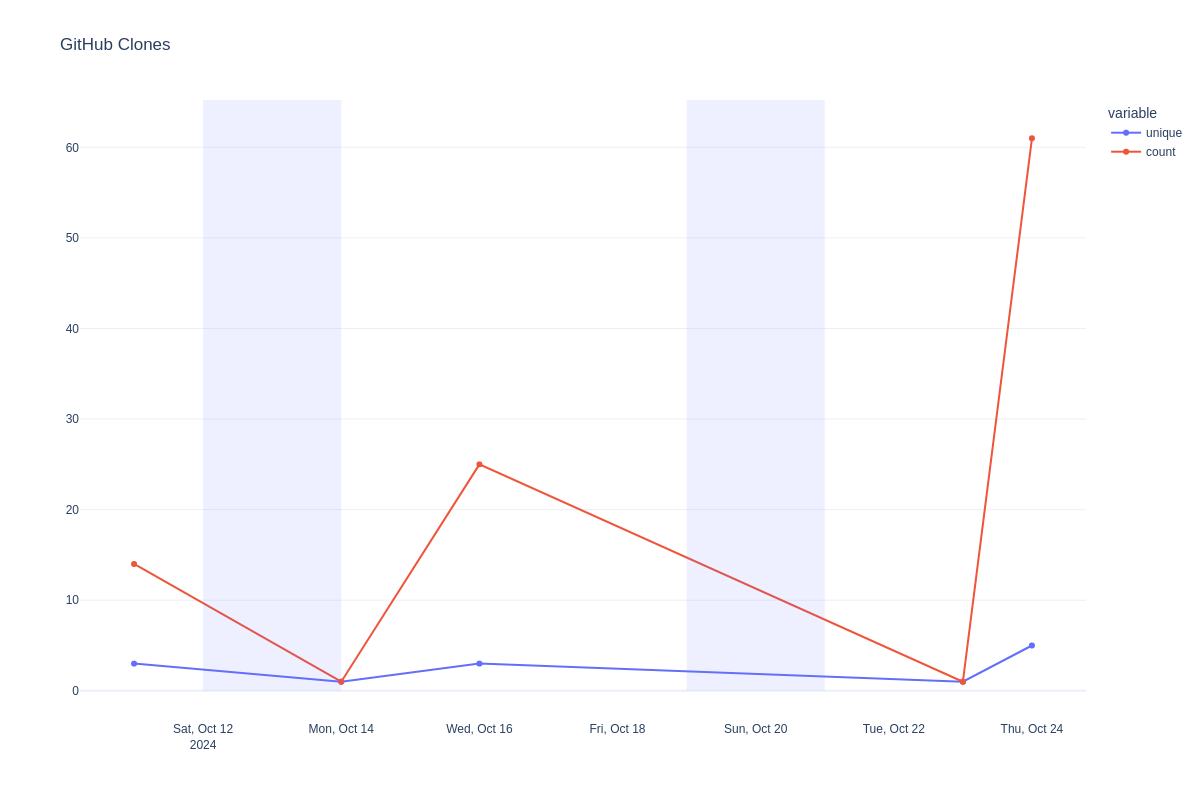 GitHub Clones
variable
unique
count
60
50
40
30
20
10
0
Sat, Oct 12
2024
Mon, Oct 14
Wed, Oct 16
Fri, Oct 18
Sun, Oct 20
Tue, Oct 22
Thu, Oct 24